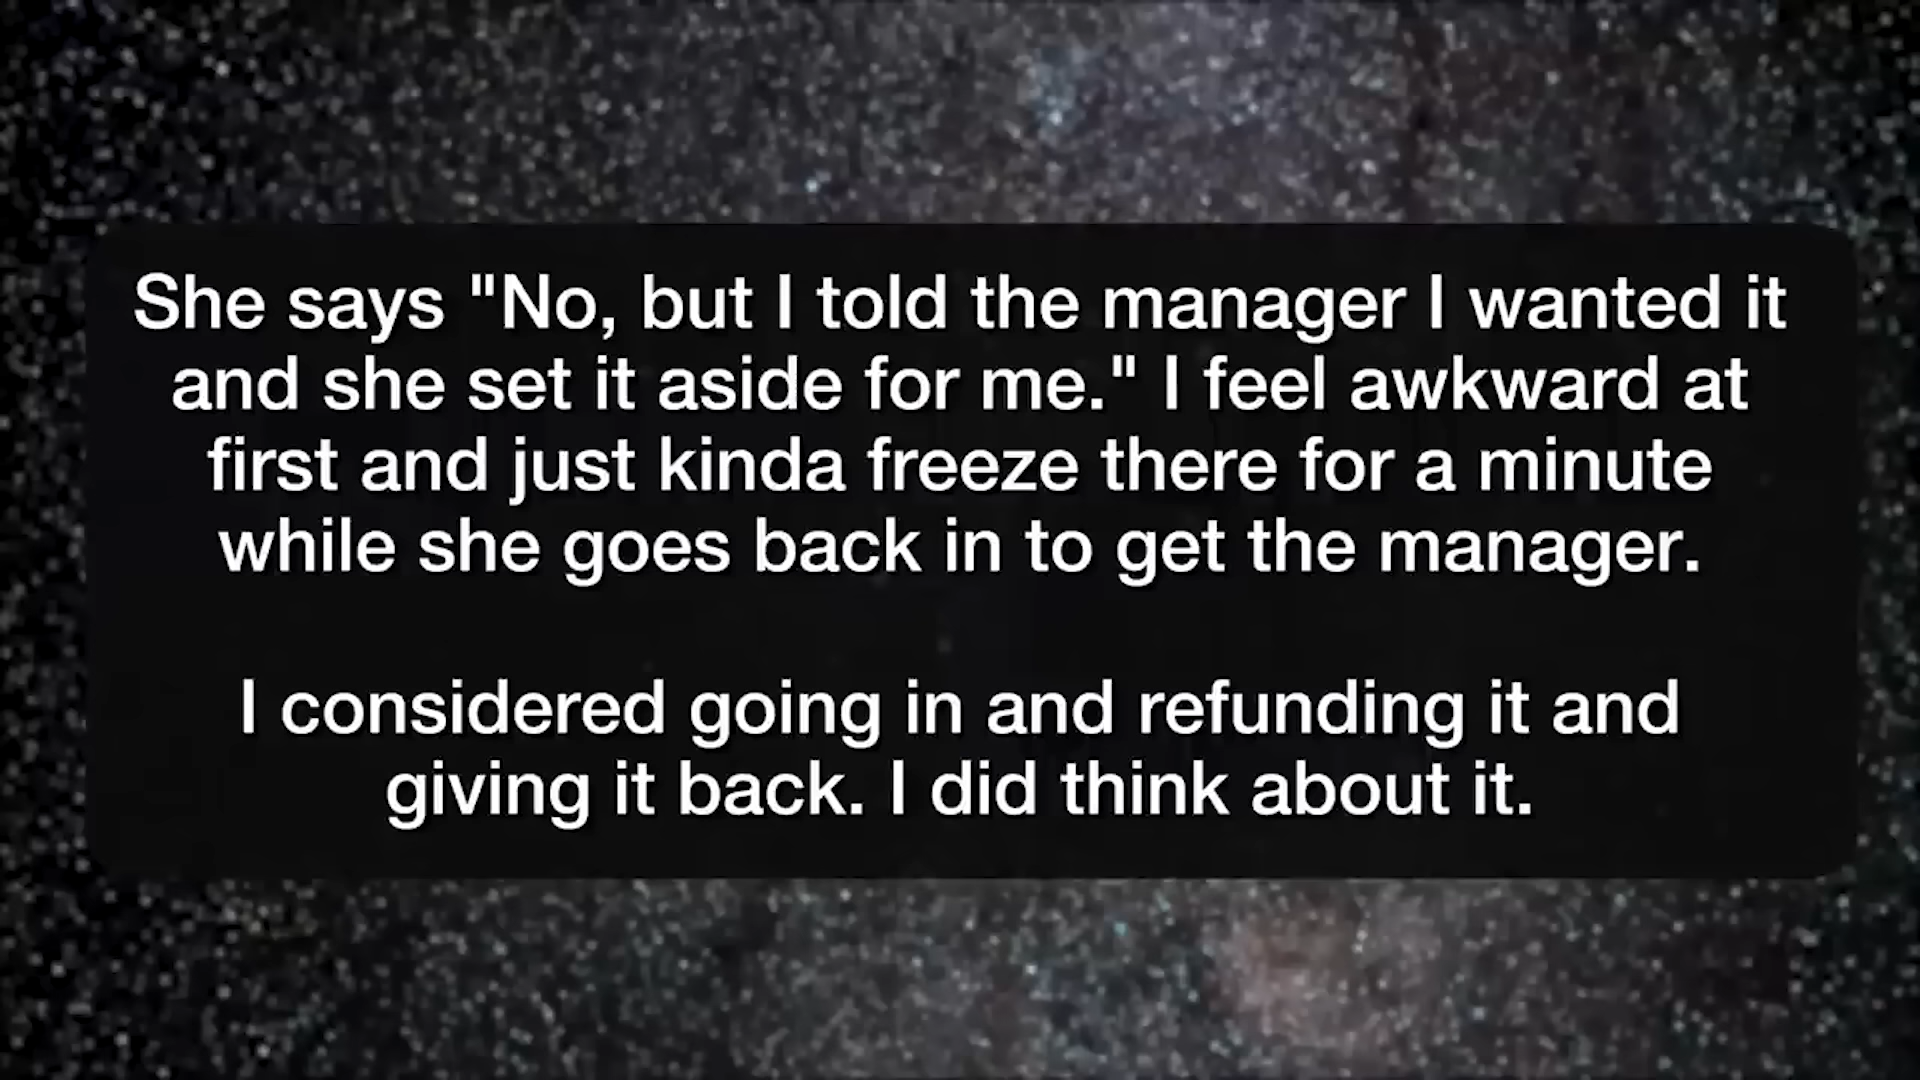 She says "No, but I told the manager I wanted it
and she set it aside for me." I feel awkward at
first and just kinda freeze there for a minute
while she goes back in to get the manager.
I considered going in and refunding it and
giving it back. I did think about it.